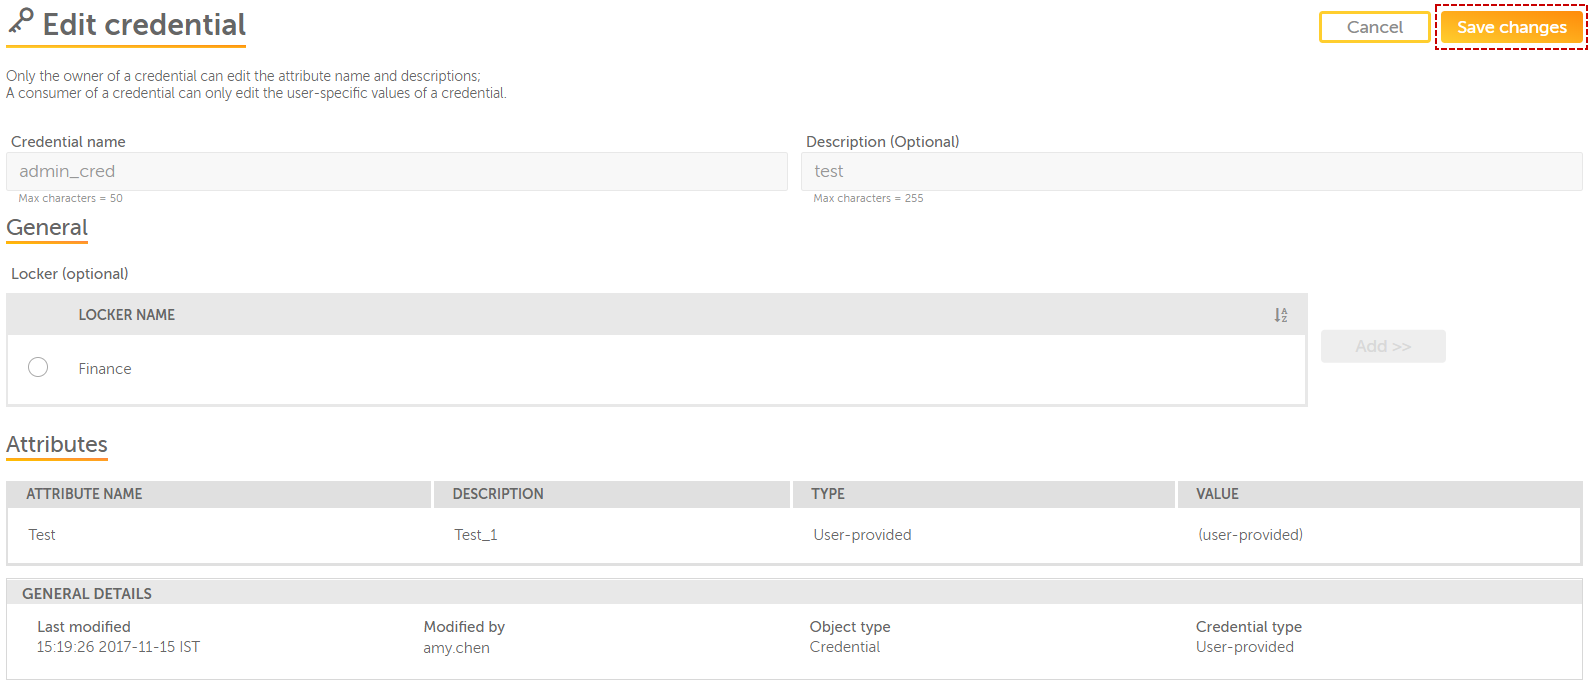 Edit credential
Cancel
Save changes
Only the owner of a credential can edit the attribute name and descriptions;
A consumer of a credential can only edit the user-specific values of a credential.
Credential name
Description (Optional)
admin_cred
test
Max characters = 50
Max characters = 255
General
Locker (optional)
LOCKER NAME
Finance
Add >>
Attributes
ATTRIBUTE NAME DESCRIPTION TYPE VALUE
Test Test_1 User-provided (user-provided)
GENERAL DETAILS
Last modified Modified by Object type Credential type
15:19:26 2017-11-15 IST amy.chen Credential User-provided